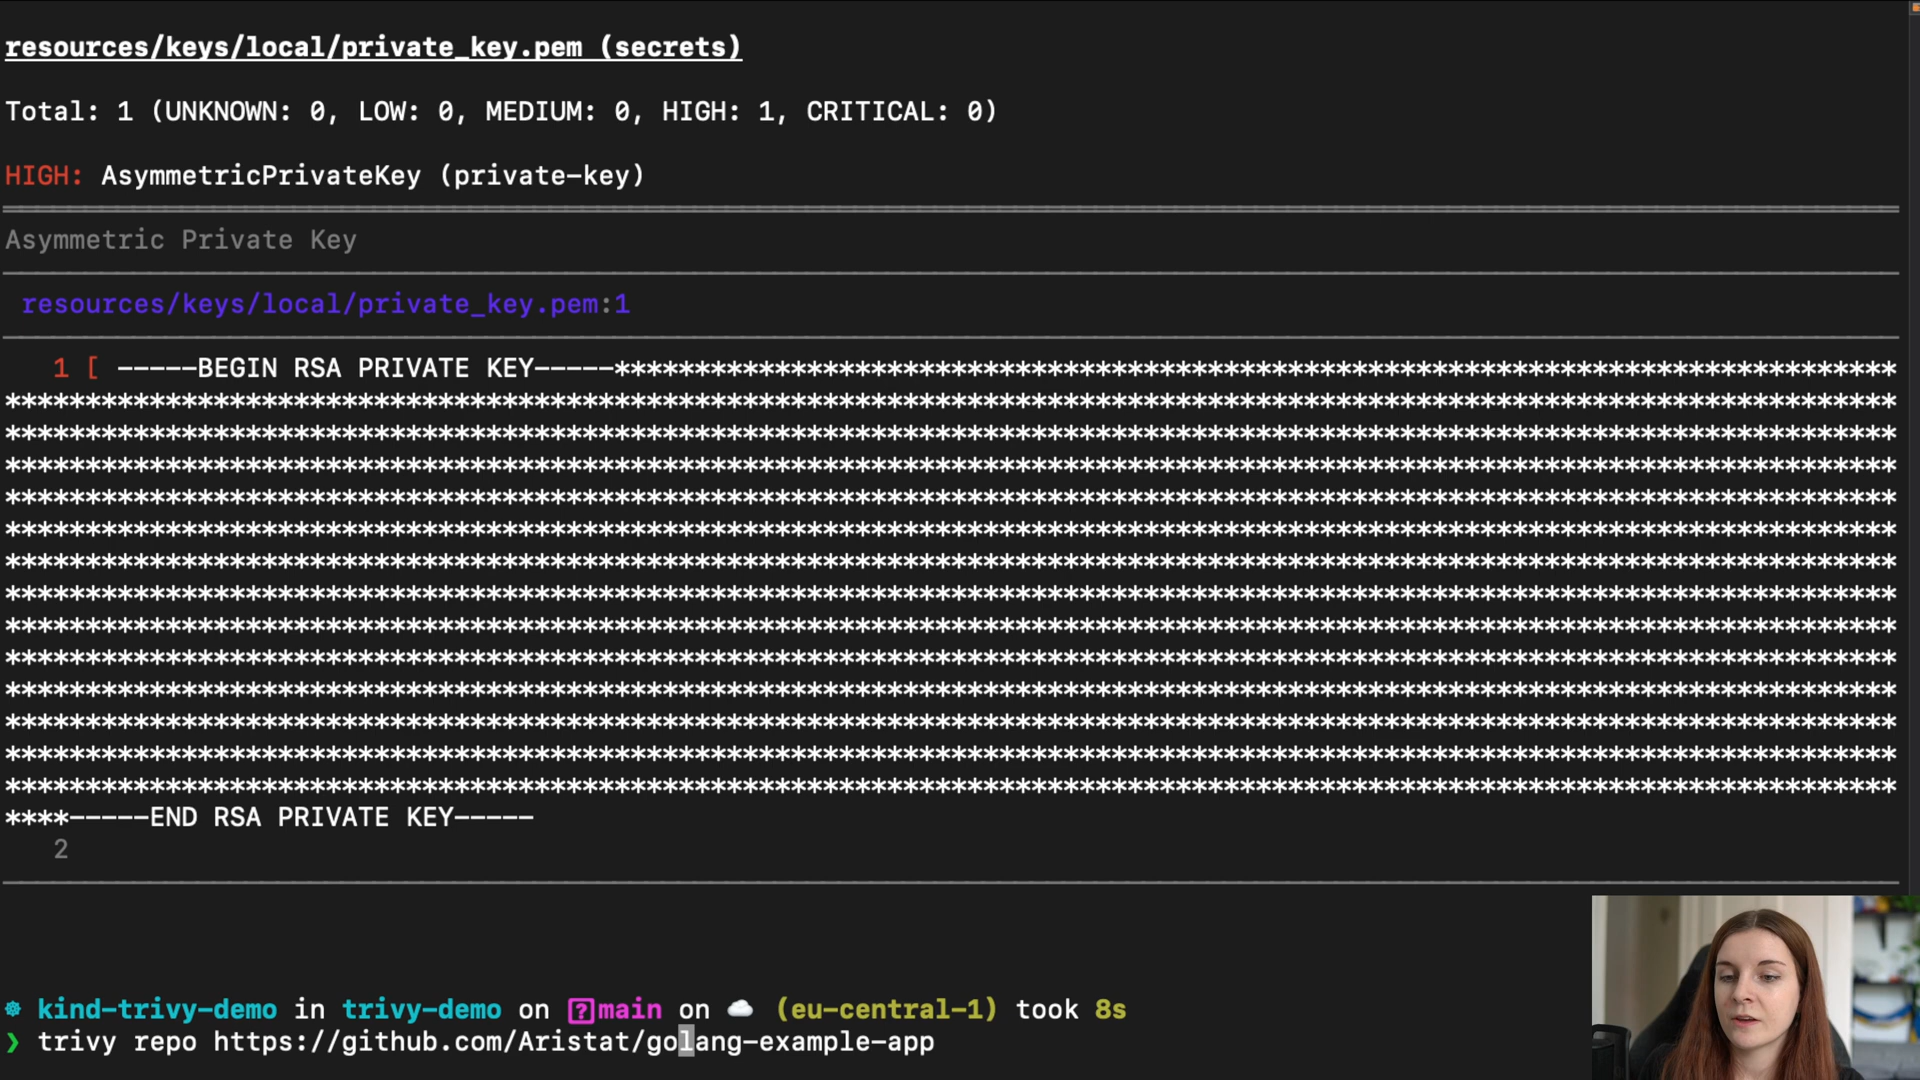 resources/keys/local/private_key.pem (secrets)
Total: 1 (UNKNOWN: 0, LOW: 0, MEDIUM: 0, HIGH: 1, CRITICAL: 0)
HIGH: AsymmetricPrivateKey (private-key)
Asymmetric Private Key
resources/keys/local/private_key.pem:1
1 [ -----BEGIN RSA PRIVATE KEY-----********************************************************************************
**********************************************************************************************************************
**********************************************************************************************************************
**********************************************************************************************************************
**********************************************************************************************************************
**********************************************************************************************************************
**********************************************************************************************************************
**********************************************************************************************************************
**********************************************************************************************************************
**********************************************************************************************************************
**********************************************************************************************************************
**********************************************************************************************************************
**********************************************************************************************************************
**********************************************************************************************************************
****-----END RSA PRIVATE KEY-----
2
kind-trivy-demo in trivy-demo on [?]main on ☁️ (eu-central-1) took 8s
❯ trivy repo https://github.com/Aristat/golang-example-app